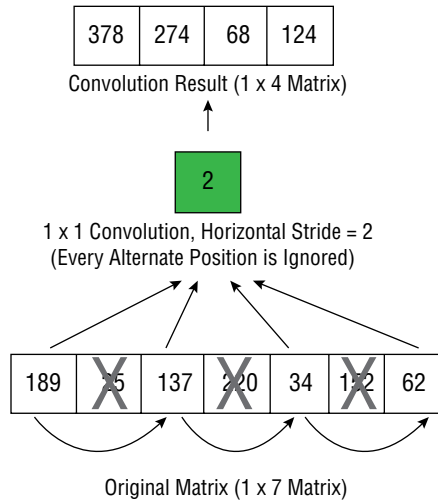 378 274 68 124
Convolution Result (1 x 4 Matrix)
2
1 x 1 Convolution, Horizontal Stride = 2
(Every Alternate Position is Ignored)
189 137 220 34 62
Original Matrix (1 x 7 Matrix)